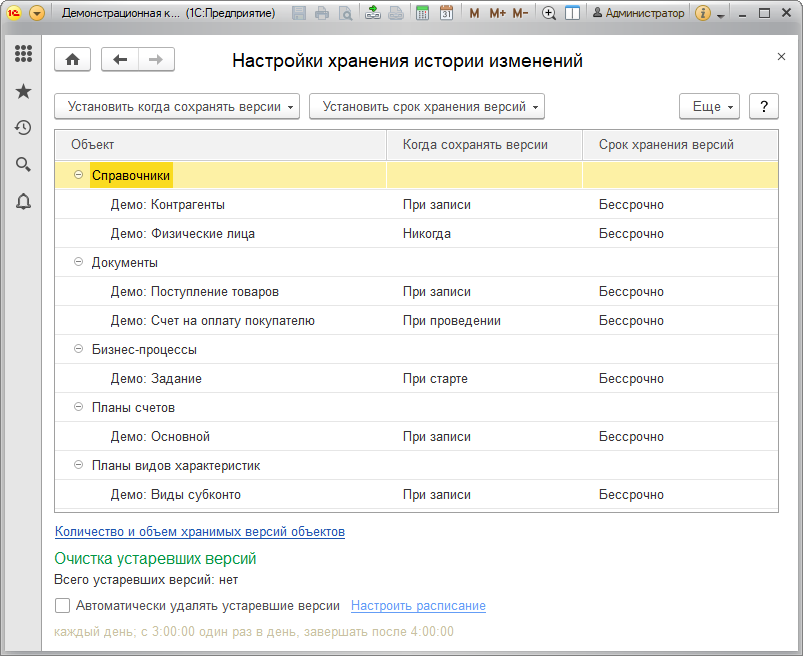 Демонстрационная к... (1С:Предприятие)
M M+ M- Администратор
Настройки хранения истории изменений
Установить когда сохранять версии Установить срок хранения версий Еще ?
Объект Когда сохранять версии Срок хранения версий
Справочники
Демо: Контрагенты При записи Бессрочно
Демо: Физические лица Никогда Бессрочно
Документы
Демо: Поступление товаров При записи Бессрочно
Демо: Счет на оплату покупателю При проведении Бессрочно
Бизнес-процессы
Демо: Задание При старте Бессрочно
Планы счетов
Демо: Основной При записи Бессрочно
Планы видов характеристик
Демо: Виды субконто При записи Бессрочно
Количество и объем хранимых версий объектов
Очистка устаревших версий
Всего устаревших версий: нет
Автоматически удалять устаревшие версии Настроить расписание
каждый день; с 3:00:00 один раз в день, завершать после 4:00:00